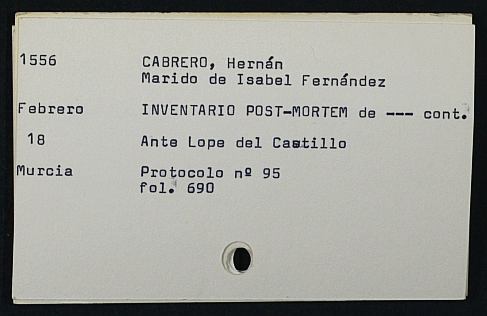 1556 CABRERO, Hernán
Marido de Isabel Fernández
Febrero INVENTARIO POST-MORTEM de --- cont.
18 Ante Lope del Castillo
Murcia Protocolo nº 95
fol. 690